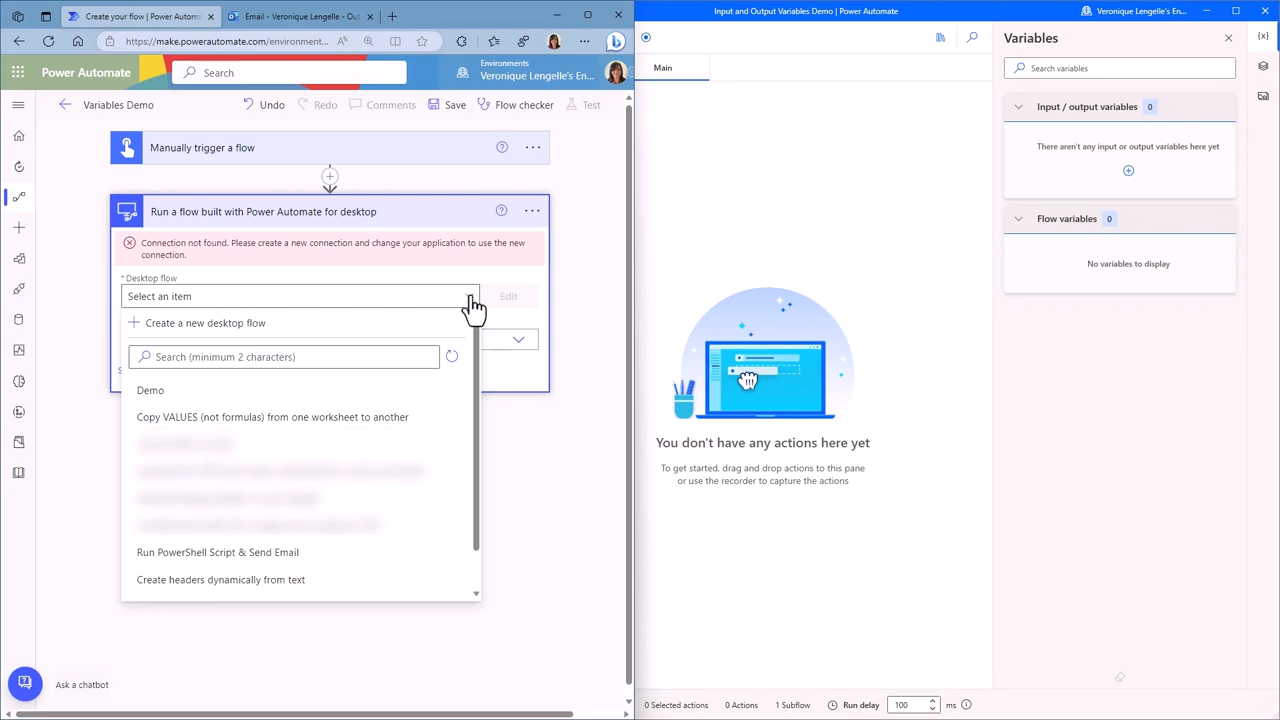 Create your flow | Power Automate
Email - Veronique Lengelle - Out
https://make.powerautomate.com/environment...
Power Automate
Search
Environments
Veronique Lengelle's En...
Variables Demo
Undo
Redo
Comments
Save
Flow checker
Test
Manually trigger a flow
Run a flow built with Power Automate for desktop
Connection not found. Please create a new connection and change your application to use the new
connection.
* Desktop flow
Select an item
Edit
Create a new desktop flow
Search (minimum 2 characters)
Demo
Copy VALUES (not formulas) from one worksheet to another
Run PowerShell Script & Send Email
Create headers dynamically from text
Ask a chatbot
Input and Output Variables Demo | Power Automate
Veronique Lengelle's En...
Main
You don't have any actions here yet
To get started, drag and drop actions to this pane
or use the recorder to capture the actions
Variables
{x}
Search variables
Input / output variables 0
There aren't any input or output variables here yet
Flow variables 0
No variables to display
0 Selected actions
0 Actions
1 Subflow
Run delay
100
ms